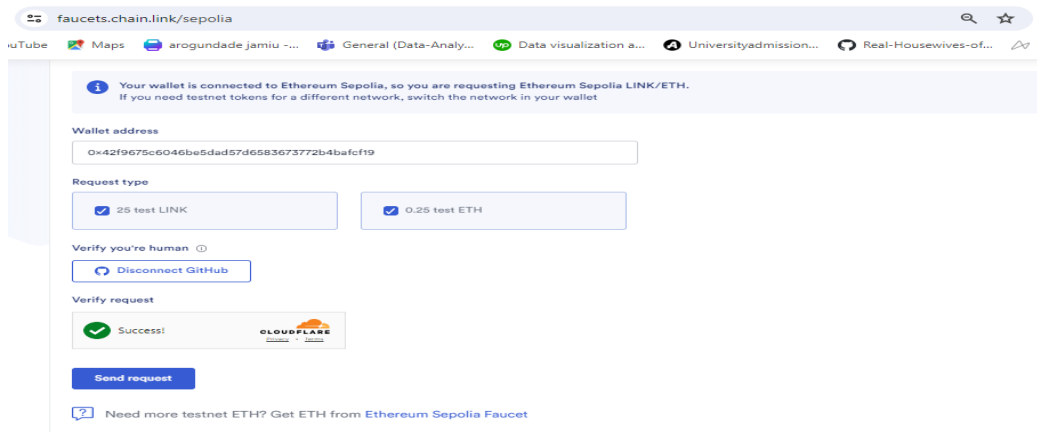 faucets.chain.link/sepolia
ouTube Maps arogundade jamiu -... General (Data-Analy... Data visualization a... Universityadmission... Real-Housewives-of...
Your wallet is connected to Ethereum Sepolia, so you are requesting Ethereum Sepolia LINK/ETH.
If you need testnet tokens for a different network, switch the network in your wallet
Wallet address
0x42f9675c6046be5dad57d6583673772b4bafcf19
Request type
25 test LINK 0.25 test ETH
Verify you're human
Disconnect GitHub
Verify request
Success!
CLOUDFLARE
Privacy • Terms
Send request
Need more testnet ETH? Get ETH from Ethereum Sepolia Faucet